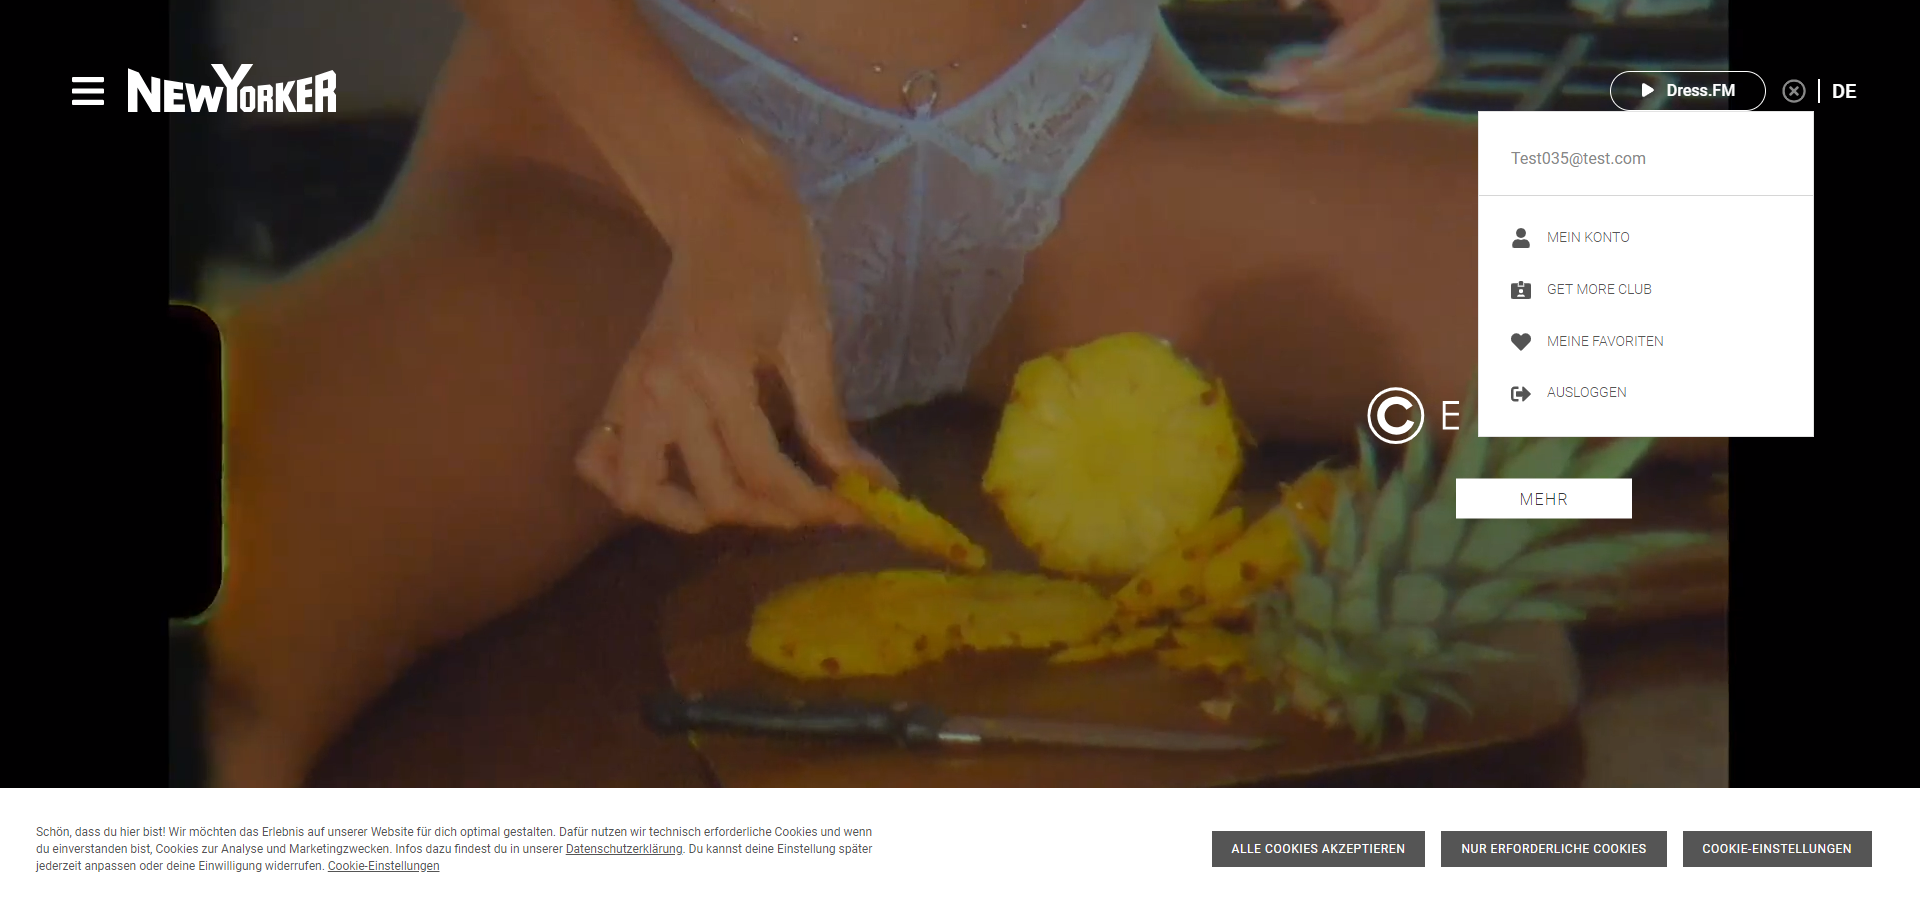 NEWYORKER
Dress.FM
DE
Test035@test.com
MEIN KONTO
GET MORE CLUB
MEINE FAVORITEN
AUSLOGGEN
© E
MEHR
Schön, dass du hier bist! Wir möchten das Erlebnis auf unserer Website für dich optimal gestalten. Dafür nutzen wir technisch erforderliche Cookies und wenn
du einverstanden bist, Cookies zur Analyse und Marketingzwecken. Infos dazu findest du in unserer Datenschutzerklärung. Du kannst deine Einstellung später
jederzeit anpassen oder deine Einwilligung widerrufen. Cookie-Einstellungen
ALLE COOKIES AKZEPTIEREN
NUR ERFORDERLICHE COOKIES
COOKIE-EINSTELLUNGEN